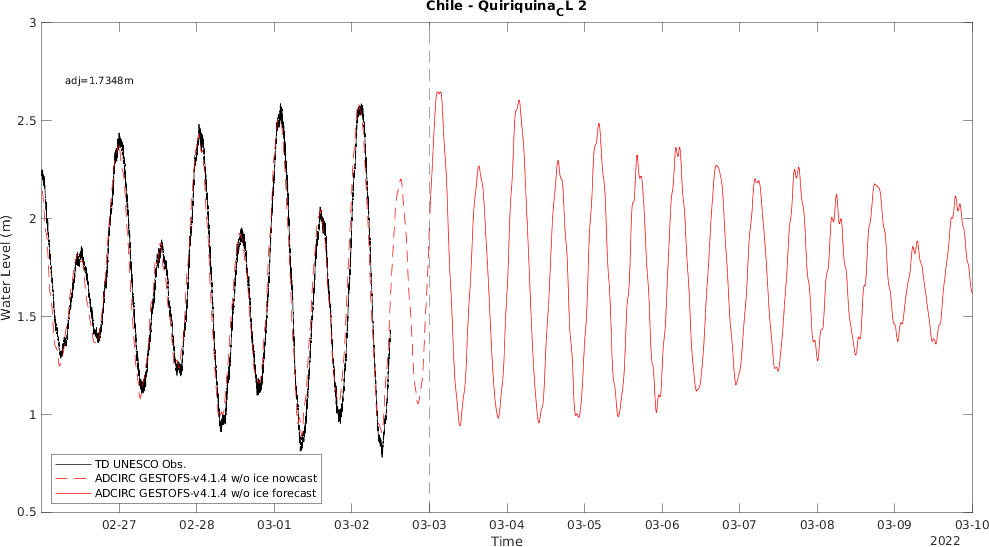 Chile - Quiriquina_CL 2
adj=1.7348m
3
2.5
2
1.5
1
0.5
Water Level (m)
TD UNESCO Obs.
ADCIRC GESTOFS-v4.1.4 w/o ice nowcast
ADCIRC GESTOFS-v4.1.4 w/o ice forecast
02-27 02-28 03-01 03-02 03-03 03-04 03-05 03-06 03-07 03-08 03-09 03-10
Time
2022